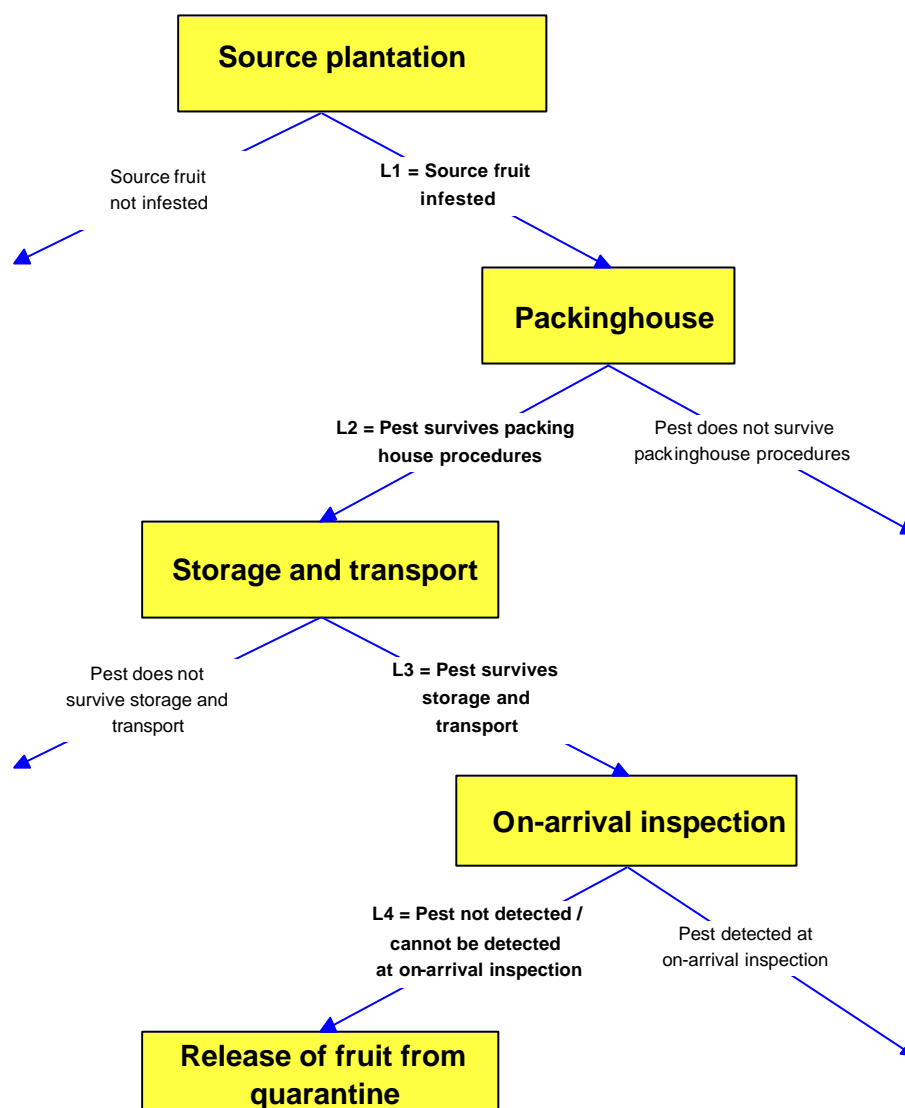 Source plantation
Source fruit
not infested
L1 = Source fruit
infested
Packinghouse
L2 = Pest survives packing
house procedures
Pest does not survive
packinghouse procedures
Storage and transport
Pest does not
survive storage and
transport
L3 = Pest survives
storage and
transport
On-arrival inspection
L4 = Pest not detected /
cannot be detected
at on-arrival inspection
Pest detected at
on-arrival inspection
Release of fruit from
quarantine